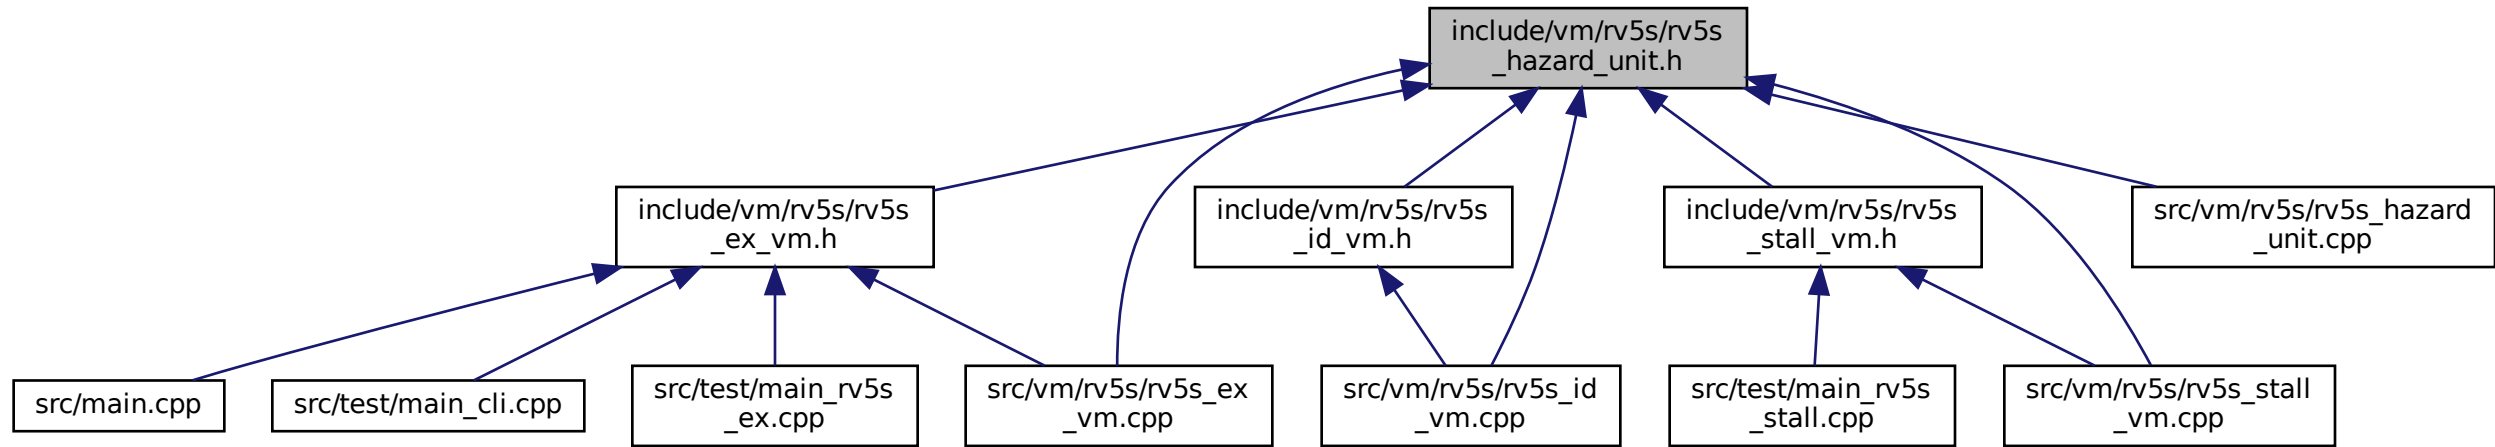 include/vm/rv5s/rv5s
_hazard_unit.h
include/vm/rv5s/rv5s
_ex_vm.h
include/vm/rv5s/rv5s
_id_vm.h
include/vm/rv5s/rv5s
_stall_vm.h
src/vm/rv5s/rv5s_hazard
_unit.cpp
src/main.cpp
src/test/main_cli.cpp
src/test/main_rv5s
_ex.cpp
src/vm/rv5s/rv5s_ex
_vm.cpp
src/vm/rv5s/rv5s_id
_vm.cpp
src/test/main_rv5s
_stall.cpp
src/vm/rv5s/rv5s_stall
_vm.cpp